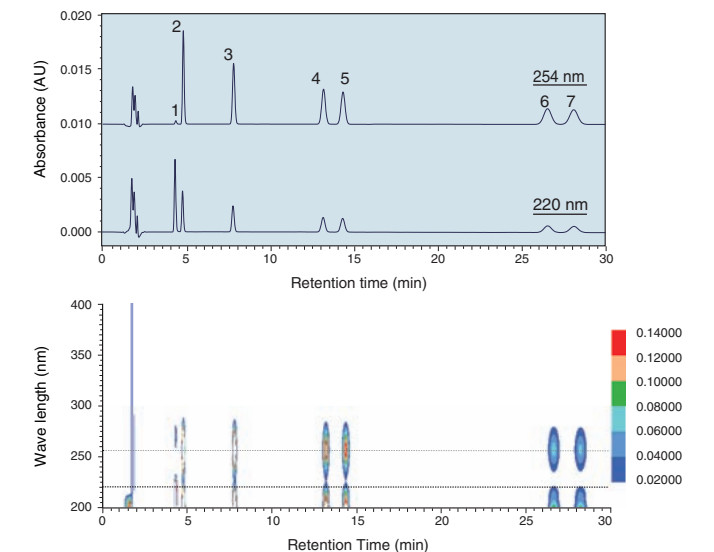 0.020
2
3
0.015
4 5
254 nm
1
6 7
0.010
0.005
220 nm
0.000
Absorbance (AU)
0 5 10 15 20 25 30
Retention time (min)
400
350
300
250
200
Wave length (nm)
0.14000
0.12000
0.10000
0.08000
0.06000
0.04000
0.02000
0 5 10 15 20 25 30
Retention Time (min)